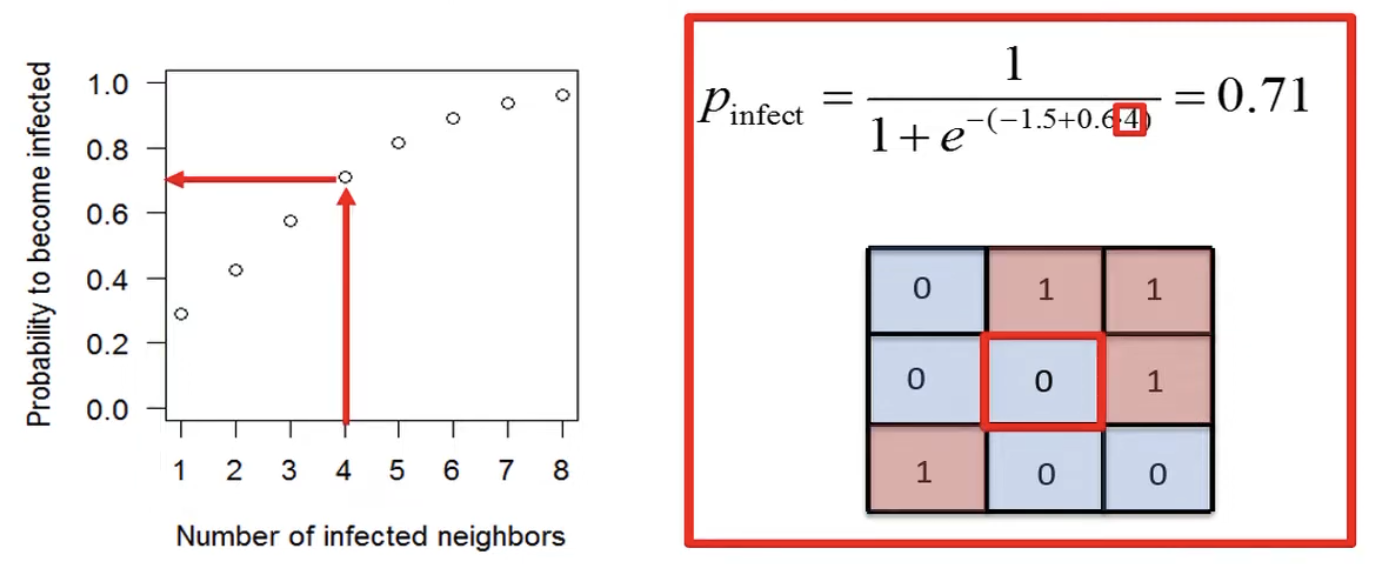 Probability to become infected
1.0
0.8
0.6
0.4
0.2
0.0
1 2 3 4 5 6 7 8
Number of infected neighbors
p_infect = 1 / (1 + e^{-(-1.5+0.6·4)}) = 0.71
0 1 1
0 0 1
1 0 0